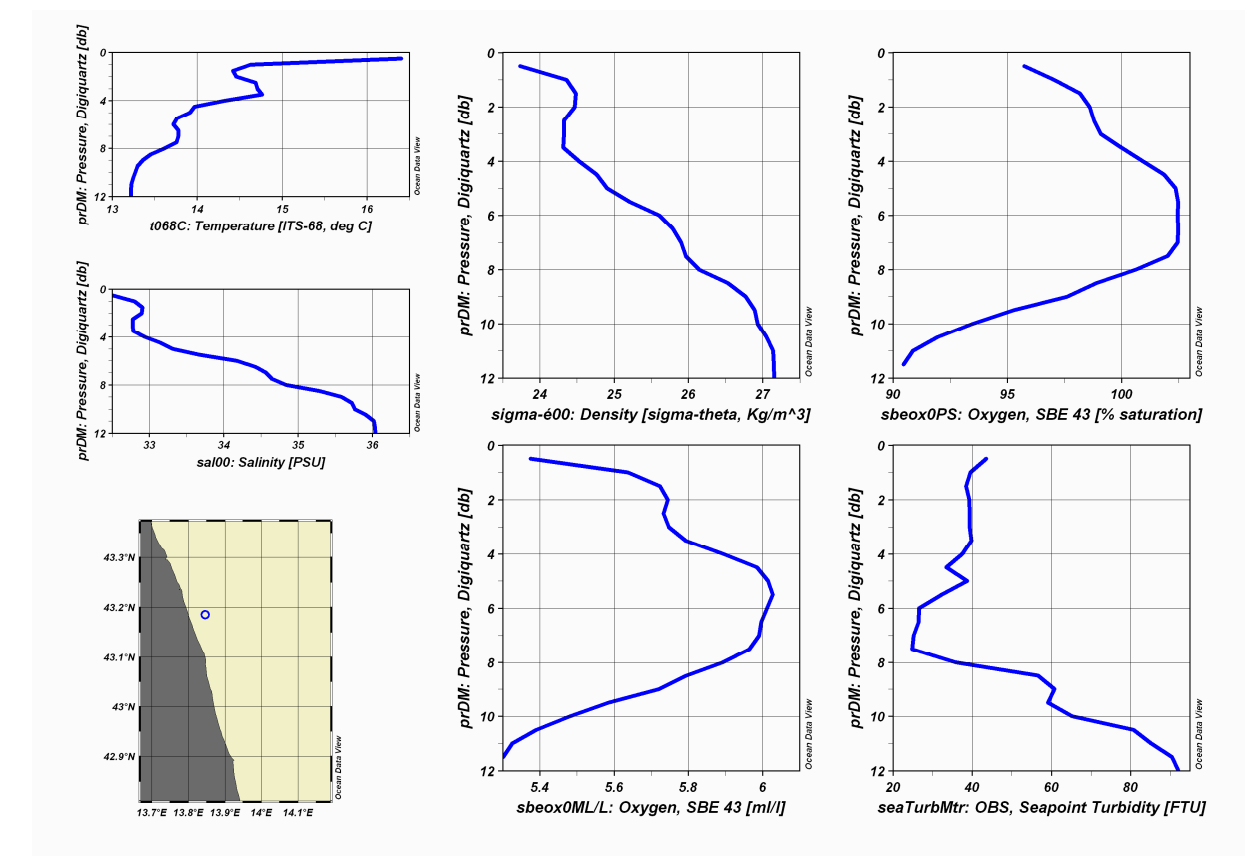 prDM: Pressure, Digiquartz [db]
0
4
8
12
13
14
15
16
t068C: Temperature [ITS-68, deg C]
Ocean Data View
prDM: Pressure, Digiquartz [db]
0
4
8
12
33
34
35
36
sal00: Salinity [PSU]
Ocean Data View
43.3°N
43.2°N
43.1°N
43°N
42.9°N
13.7°E
13.8°E
13.9°E
14°E
14.1°E
Ocean Data View
prDM: Pressure, Digiquartz [db]
0
2
4
6
8
10
12
24
25
26
27
sigma-é00: Density [sigma-theta, Kg/m^3]
Ocean Data View
prDM: Pressure, Digiquartz [db]
0
2
4
6
8
10
12
90
95
100
sbeox0PS: Oxygen, SBE 43 [% saturation]
Ocean Data View
prDM: Pressure, Digiquartz [db]
0
2
4
6
8
10
12
5.4
5.6
5.8
6
sbeox0ML/L: Oxygen, SBE 43 [ml/l]
Ocean Data View
prDM: Pressure, Digiquartz [db]
0
2
4
6
8
10
12
20
40
60
80
seaTurbMtr: OBS, Seapoint Turbidity [FTU]
Ocean Data View